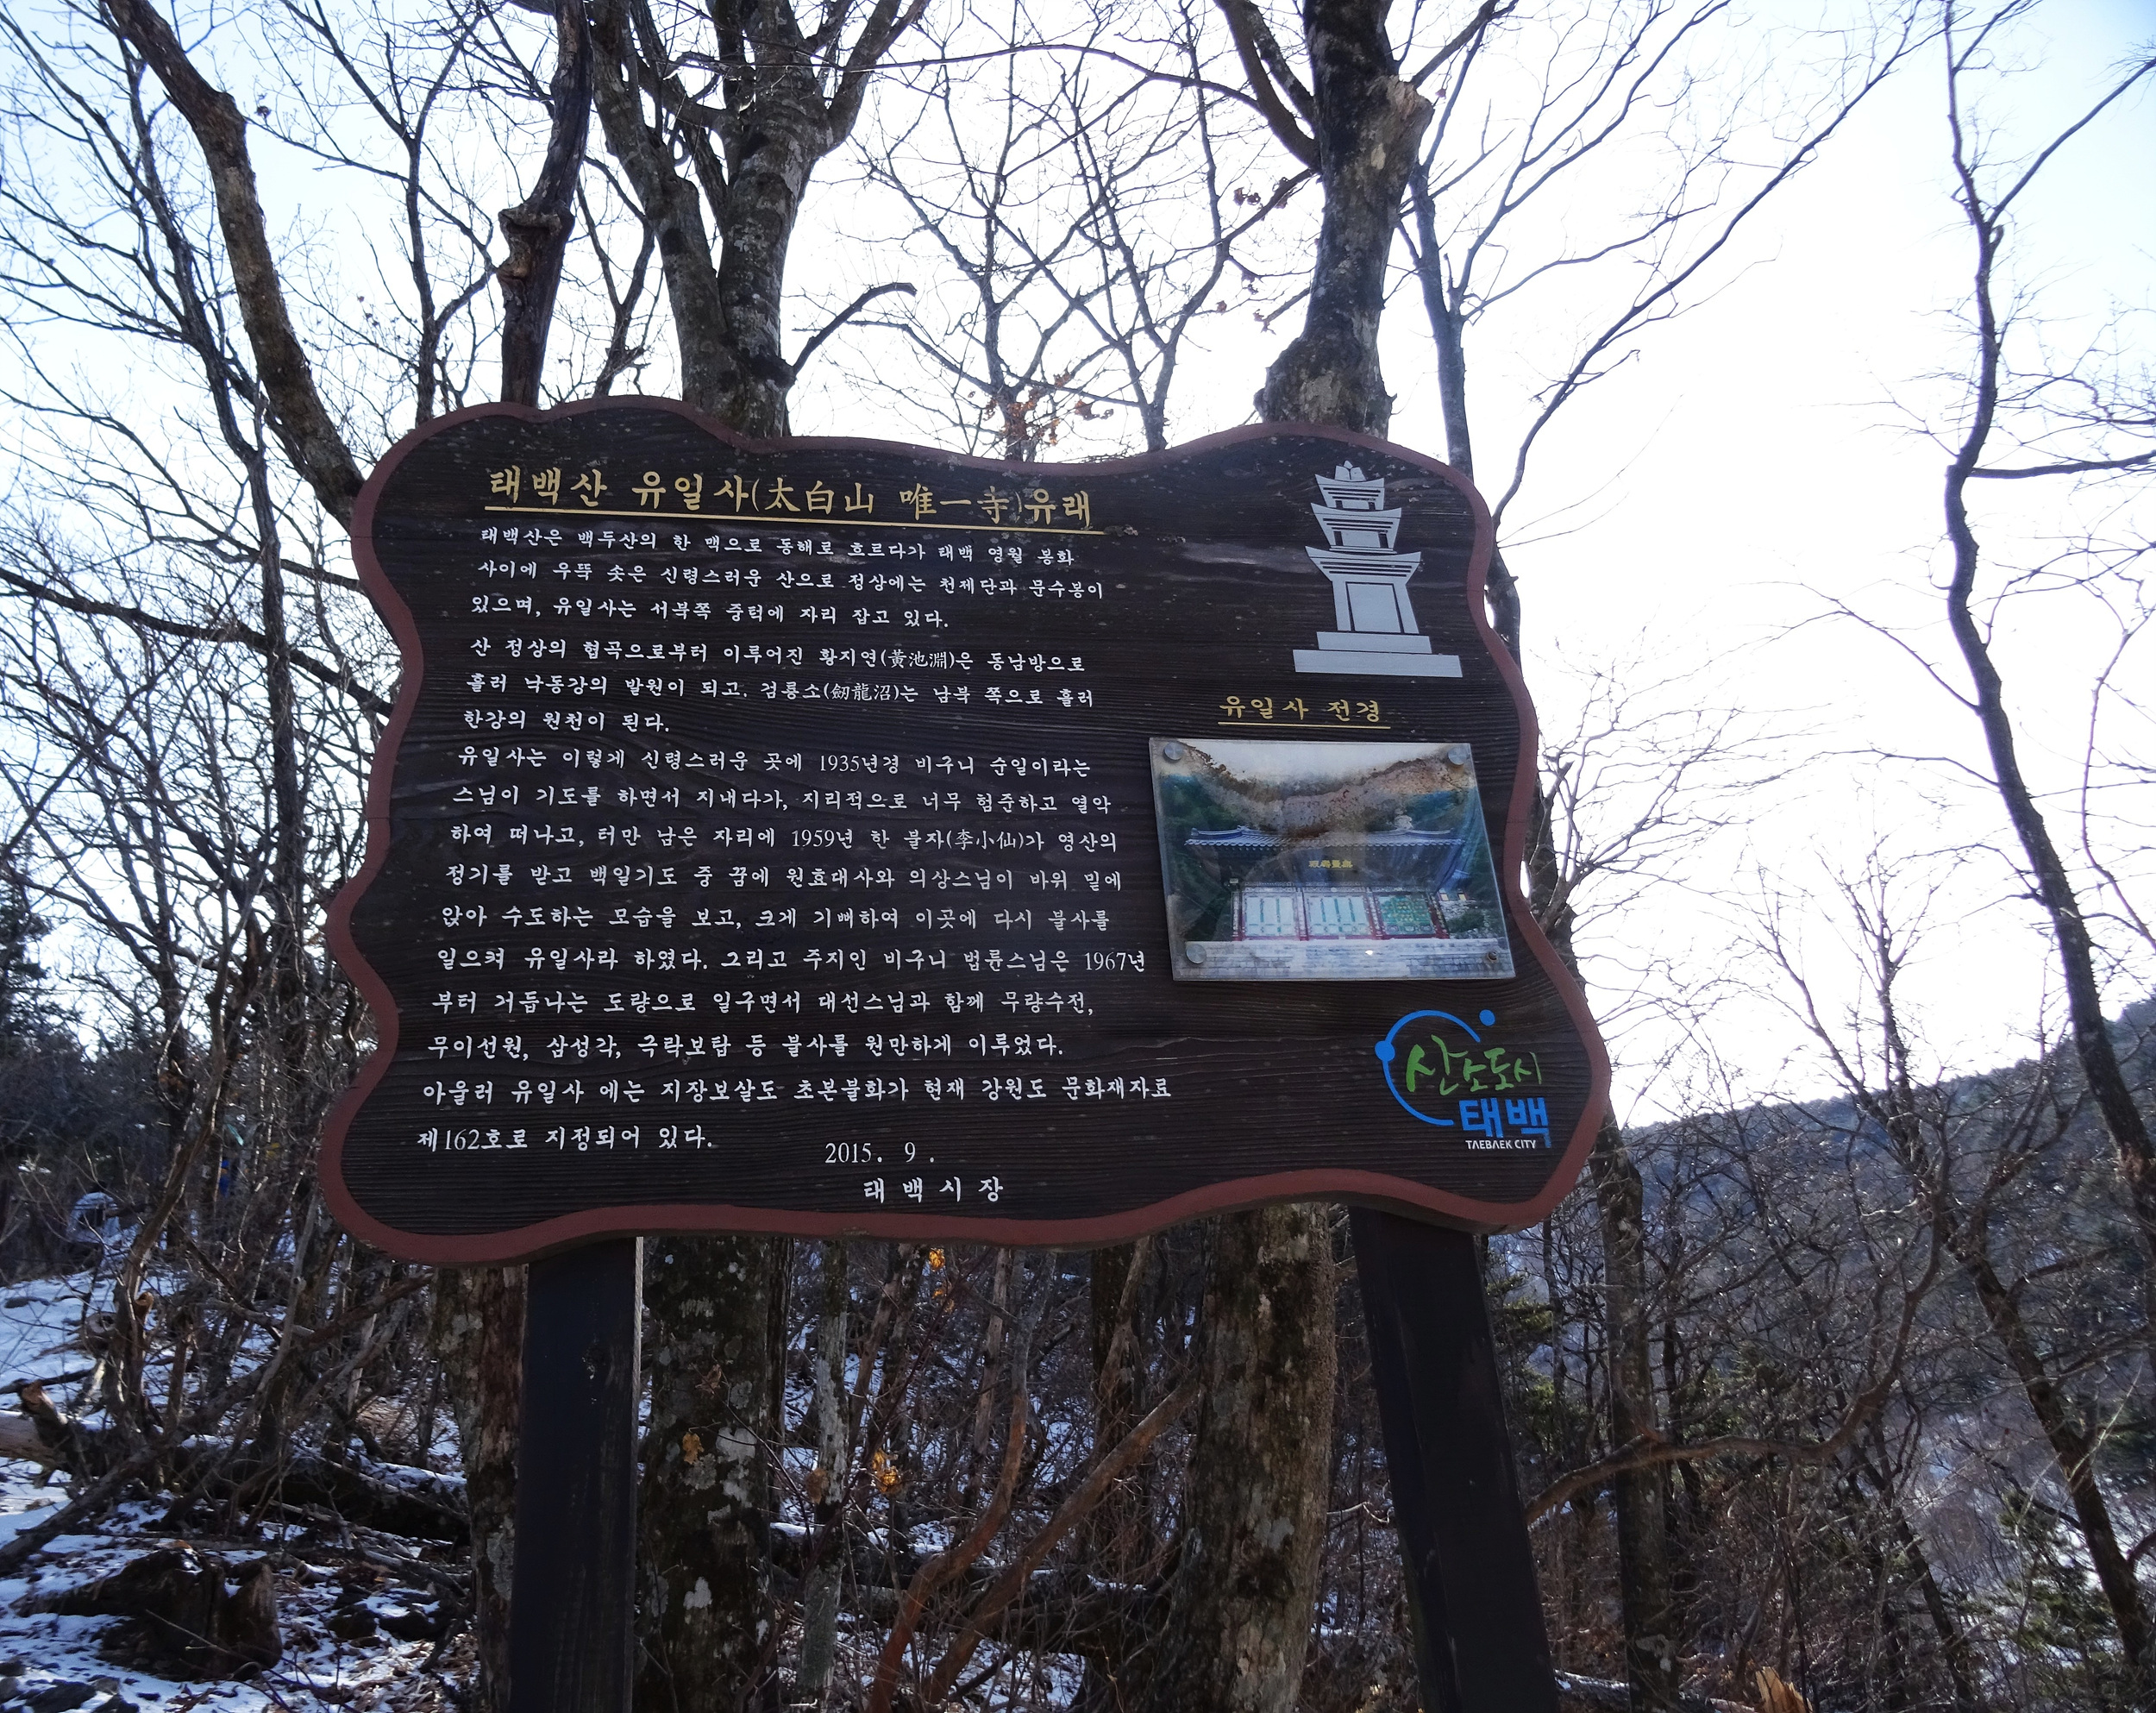 태백산 유일사(太白山 唯一寺)유래
태백산은 백두산의 한 맥으로 동해로 흐르다가 태백 영월 봉화
사이에 우뚝 솟은 신령스러운 산으로 정상에는 천제단과 문수봉이
있으며, 유일사는 서북쪽 중턱에 자리 잡고 있다.
산 정상의 협곡으로부터 이루어진 황지연(黃池淵)은 동남방으로
흘러 낙동강의 발원이 되고, 검룡소(劒龍沼)는 남북 쪽으로 흘러
한강의 원천이 된다.
유일사는 이렇게 신령스러운 곳에 1935년경 비구니 순일이라는
스님이 기도를 하면서 지내다가, 지리적으로 너무 험준하고 열악
하여 떠나고, 터만 남은 자리에 1959년 한 불자(李小仙)가 영산의
정기를 받고 백일기도 중 꿈에 원효대사와 의상스님이 바위 밑에
앉아 수도하는 모습을 보고, 크게 기뻐하여 이곳에 다시 불사를
일으켜 유일사라 하였다. 그리고 주지인 비구니 법륜스님은 1967년
부터 거듭나는 도량으로 일구면서 대선스님과 함께 무량수전,
무이선원, 삼성각, 극락보탑 등 불사를 원만하게 이루었다.
아울러 유일사 에는 지장보살도 초본불화가 현재 강원도 문화재자료
제162호로 지정되어 있다.
2015. 9 .
태 백 시 장
유일사 전경
산소도시
태백
TAEBAEK CITY